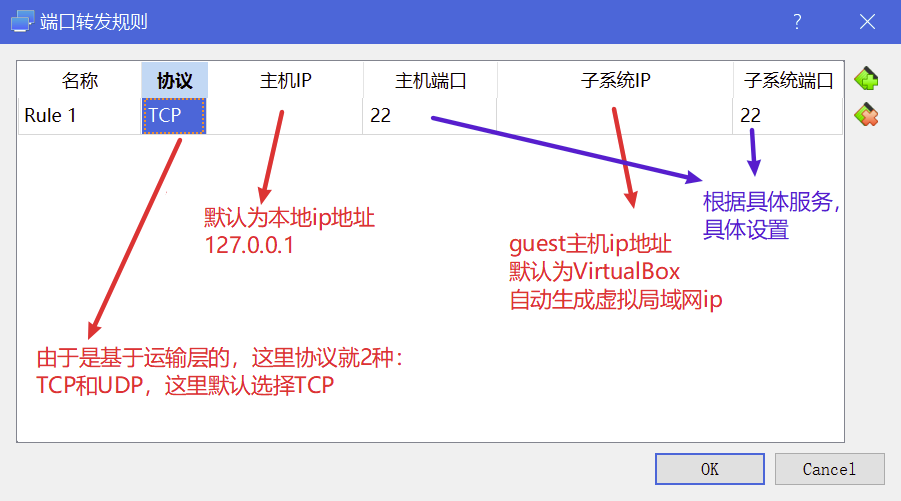 端口转发规则
?
名称 协议 主机IP 主机端口 子系统IP 子系统端口
Rule 1 TCP 22 22
根据具体服务，
具体设置
默认为本地ip地址
127.0.0.1
guest主机ip地址
默认为VirtualBox
自动生成虚拟局域网ip
由于是基于运输层的，这里协议就2种：
TCP和UDP，这里默认选择TCP
OK Cancel